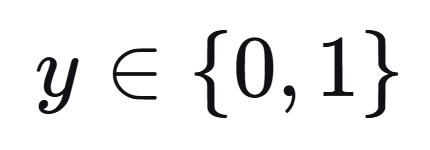 y ∈ {0, 1}